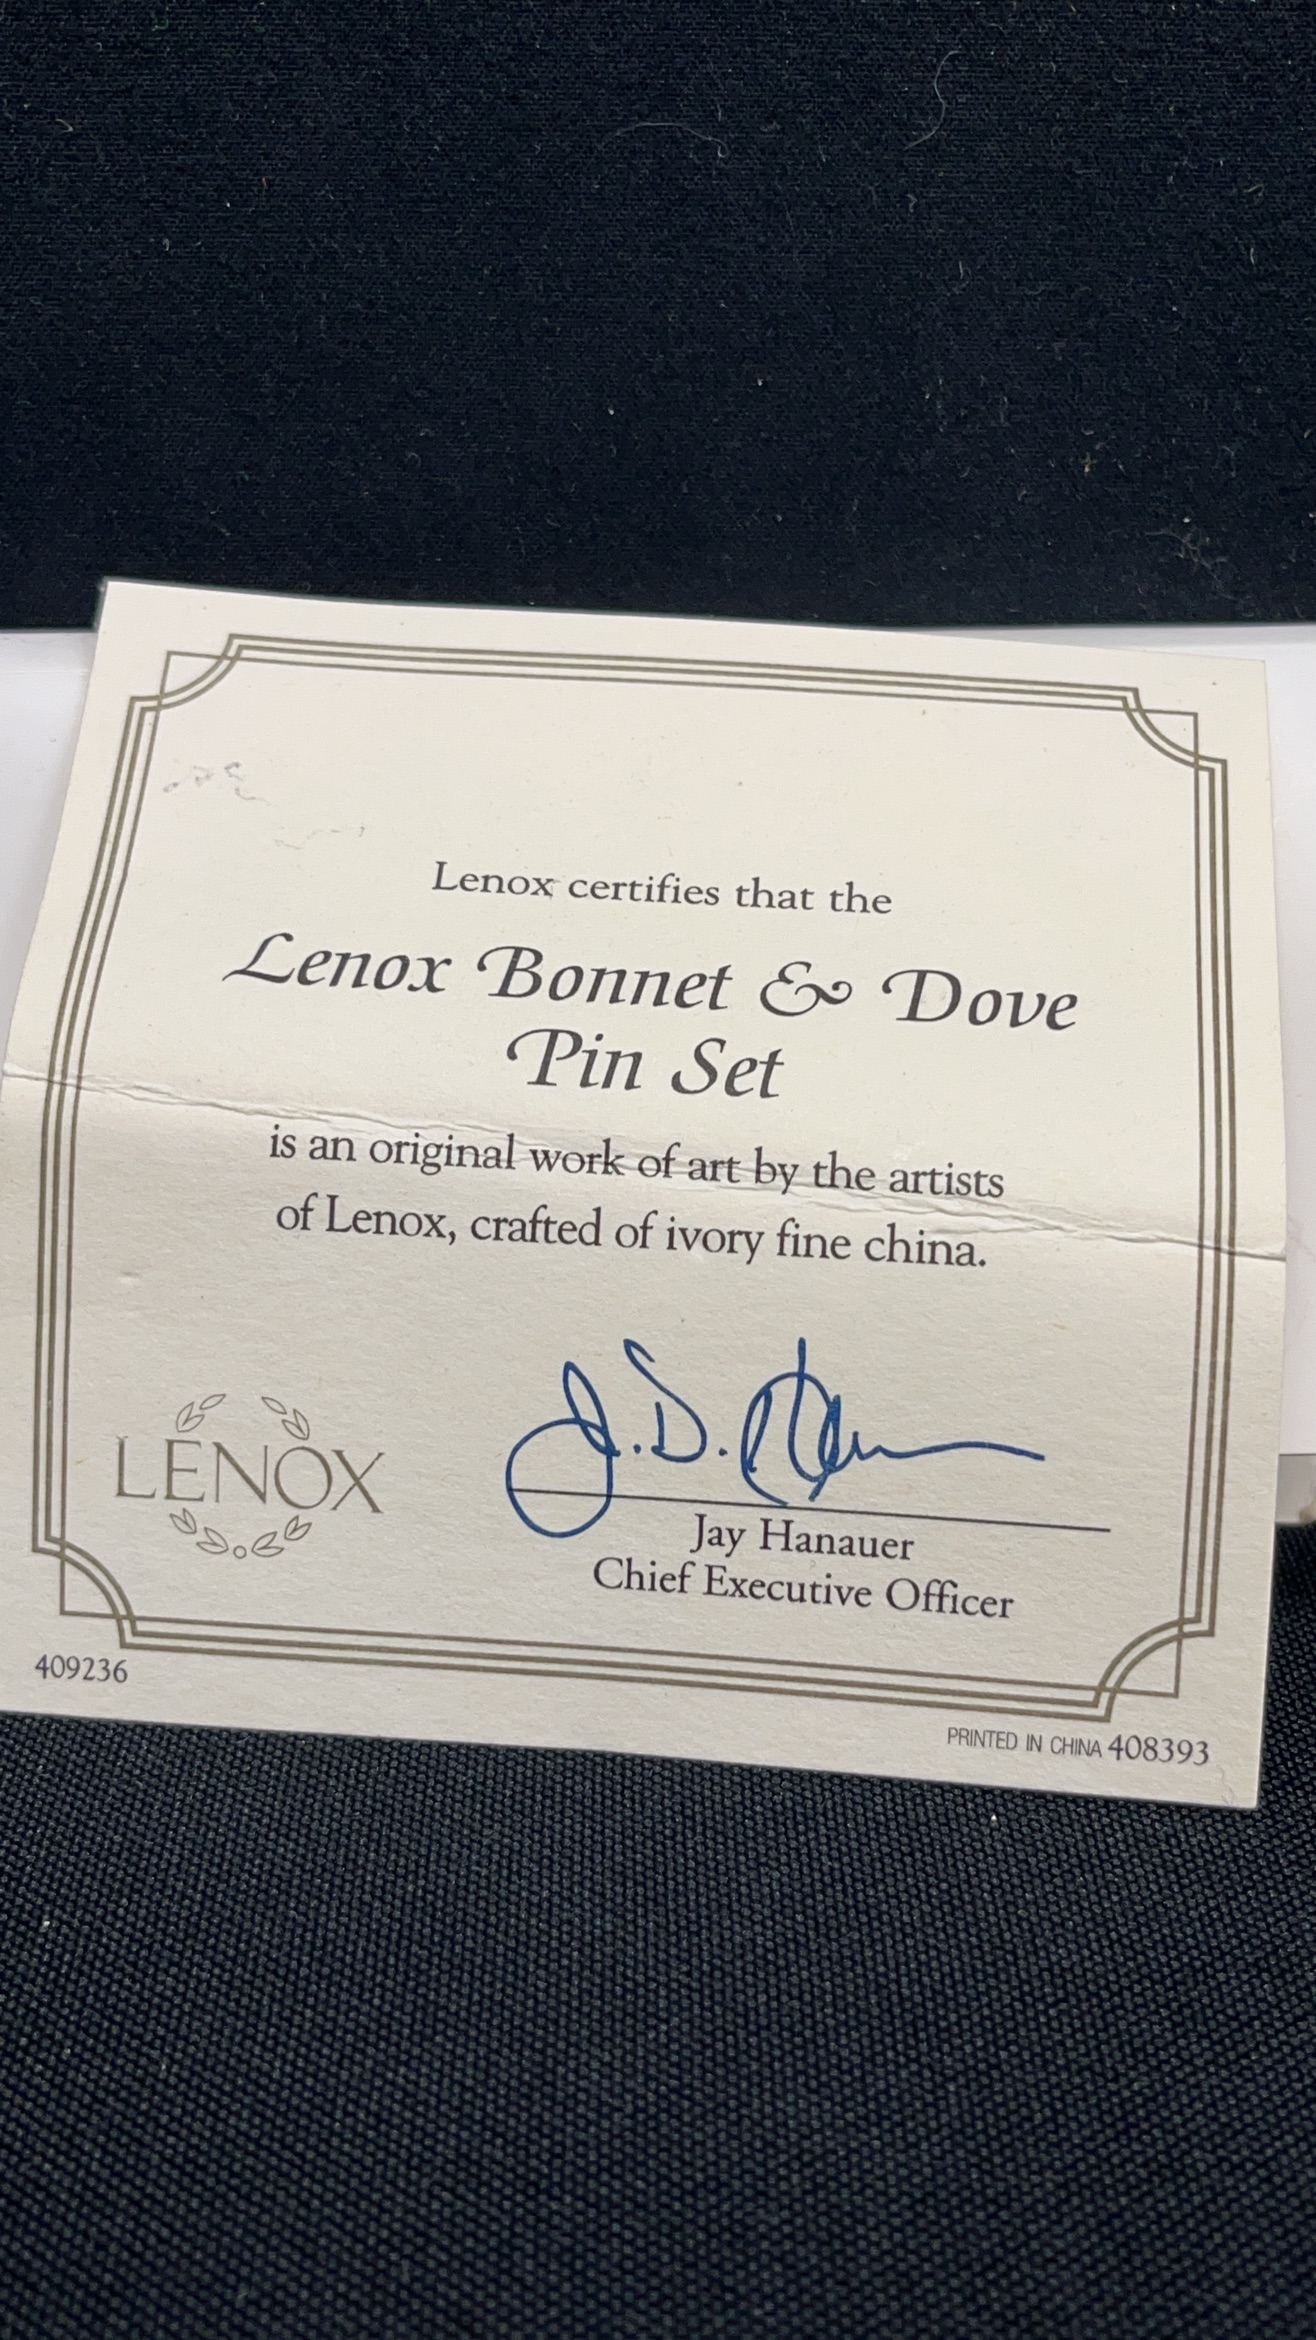 Lenox certifies that the
Lenox Bonnet & Dove
Pin Set
is an original work of art by the artists
of Lenox, crafted of ivory fine china.
J. D. Hanauer
LENOX
Jay Hanauer
Chief Executive Officer
409236
PRINTED IN CHINA 408393